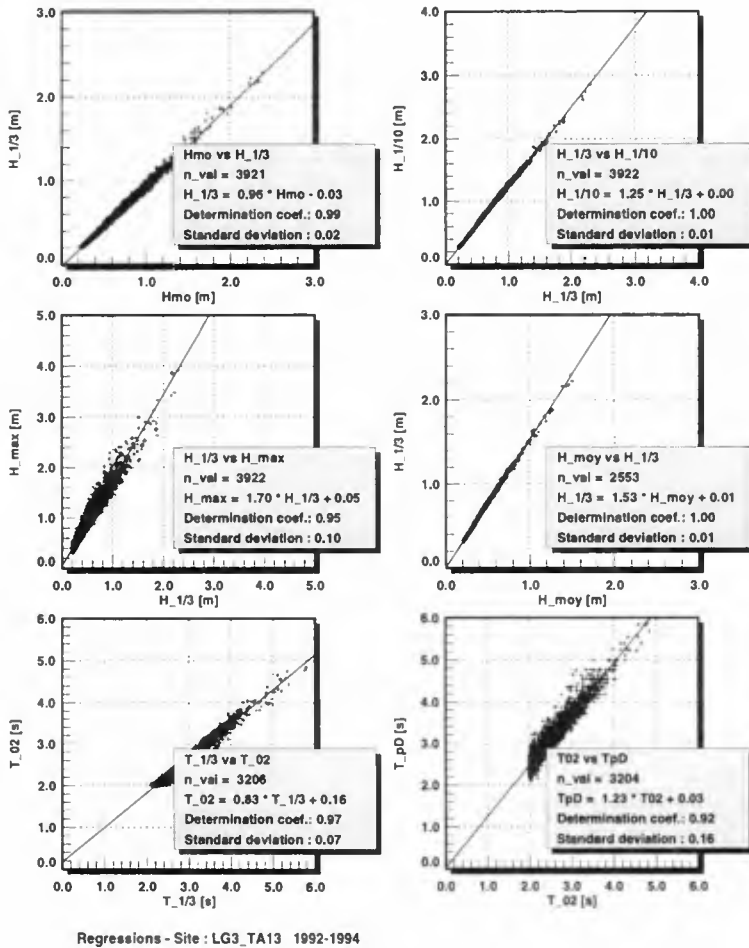 3.0
2.0
1.0
0.0
H_1/3 [m]
Hmo vs H_1/3
n_val = 3921
H_1/3 = 0.96 * Hmo - 0.03
Determination coef.: 0.99
Standard deviation : 0.02
0.0 1.0 2.0 3.0
Hmo [m]
4.0
3.0
2.0
1.0
0.0
H_1/10 [m]
H_1/3 vs H_1/10
n_val = 3922
H_1/10 = 1.25 * H_1/3 + 0.00
Determination coef.: 1.00
Standard deviation : 0.01
0.0 1.0 2.0 3.0 4.0
H_1/3 [m]
5.0
4.0
3.0
2.0
1.0
0.0
H_max [m]
H_1/3 vs H_max
n_val = 3922
H_max = 1.70 * H_1/3 + 0.05
Determination coef.: 0.95
Standard deviation : 0.10
0.0 1.0 2.0 3.0 4.0 5.0
H_1/3 [m]
3.0
2.0
1.0
0.0
H_1/3 [m]
H_moy vs H_1/3
n_val = 2553
H_1/3 = 1.53 * H_moy + 0.01
Determination coef.: 1.00
Standard deviation : 0.01
0.0 1.0 2.0 3.0
H_moy [m]
6.0
5.0
4.0
3.0
2.0
1.0
0.0
T_02 [s]
T_1/3 vs T_02
n_val = 3206
T_02 = 0.83 * T_1/3 + 0.16
Determination coef.: 0.97
Standard deviation : 0.07
0.0 1.0 2.0 3.0 4.0 5.0 6.0
T_1/3 [s]
6.0
5.0
4.0
3.0
2.0
1.0
0.0
T_pD [s]
T02 vs TpD
n_val = 3204
TpD = 1.23 * T02 + 0.03
Determination coef.: 0.92
Standard deviation : 0.16
0.0 1.0 2.0 3.0 4.0 5.0 6.0
T_02 [s]
Regressions - Site : LG3_TA13 1992-1994